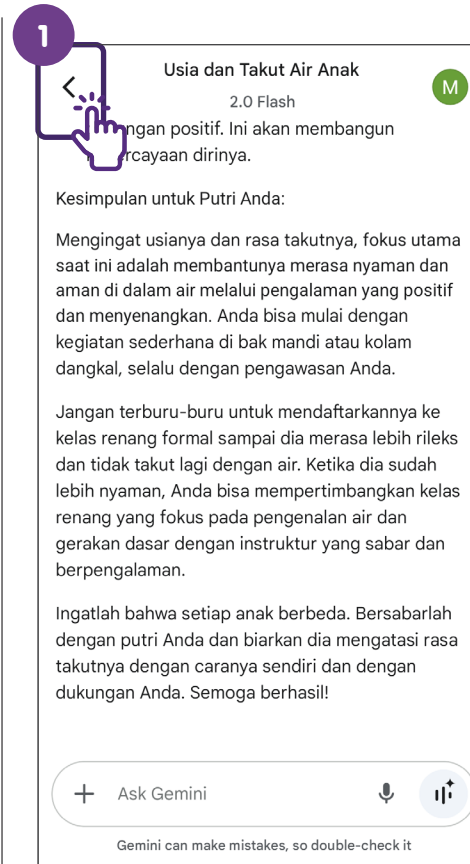 1
Usia dan Takut Air Anak
M
2.0 Flash
ngan positif. Ini akan membangun
rcayaan dirinya.
Kesimpulan untuk Putri Anda:
Mengingat usianya dan rasa takutnya, fokus utama
saat ini adalah membantunya merasa nyaman dan
aman di dalam air melalui pengalaman yang positif
dan menyenangkan. Anda bisa mulai dengan
kegiatan sederhana di bak mandi atau kolam
dangkal, selalu dengan pengawasan Anda.
Jangan terburu-buru untuk mendaftarkannya ke
kelas renang formal sampai dia merasa lebih rileks
dan tidak takut lagi dengan air. Ketika dia sudah
lebih nyaman, Anda bisa mempertimbangkan kelas
renang yang fokus pada pengenalan air dan
gerakan dasar dengan instruktur yang sabar dan
berpengalaman.
Ingatlah bahwa setiap anak berbeda. Bersabarlah
dengan putri Anda dan biarkan dia mengatasi rasa
takutnya dengan caranya sendiri dan dengan
dukungan Anda. Semoga berhasil!
Ask Gemini
Gemini can make mistakes, so double-check it